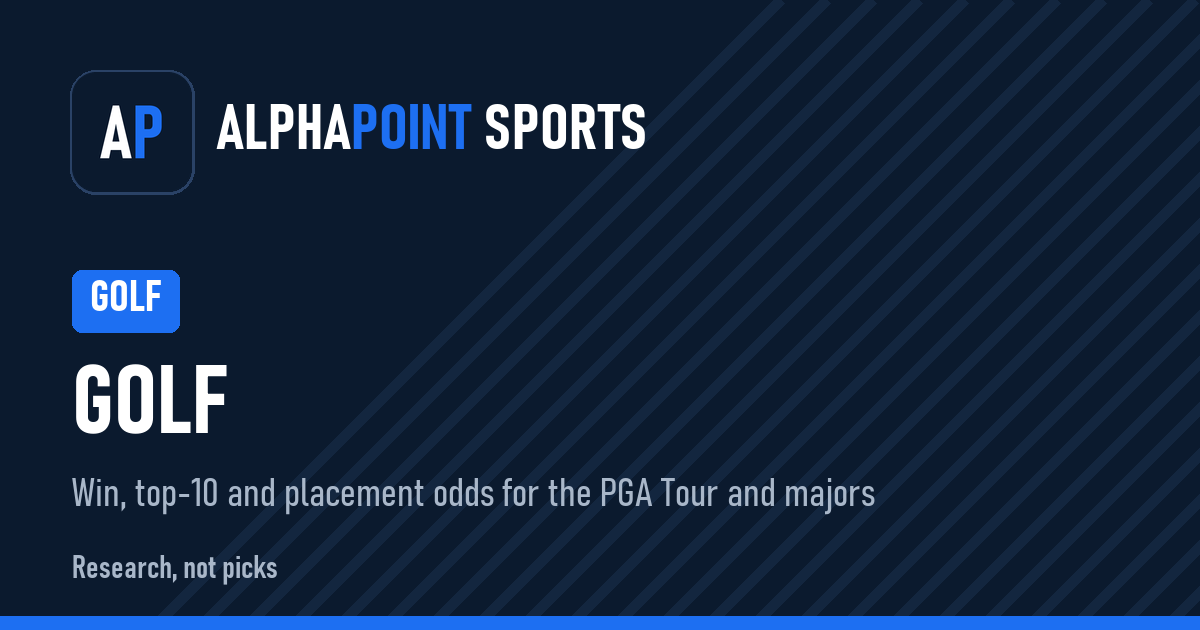 AP
ALPHAPOINT SPORTS
GOLF
GOLF
Win, top-10 and placement odds for the PGA Tour and majors
Research, not picks